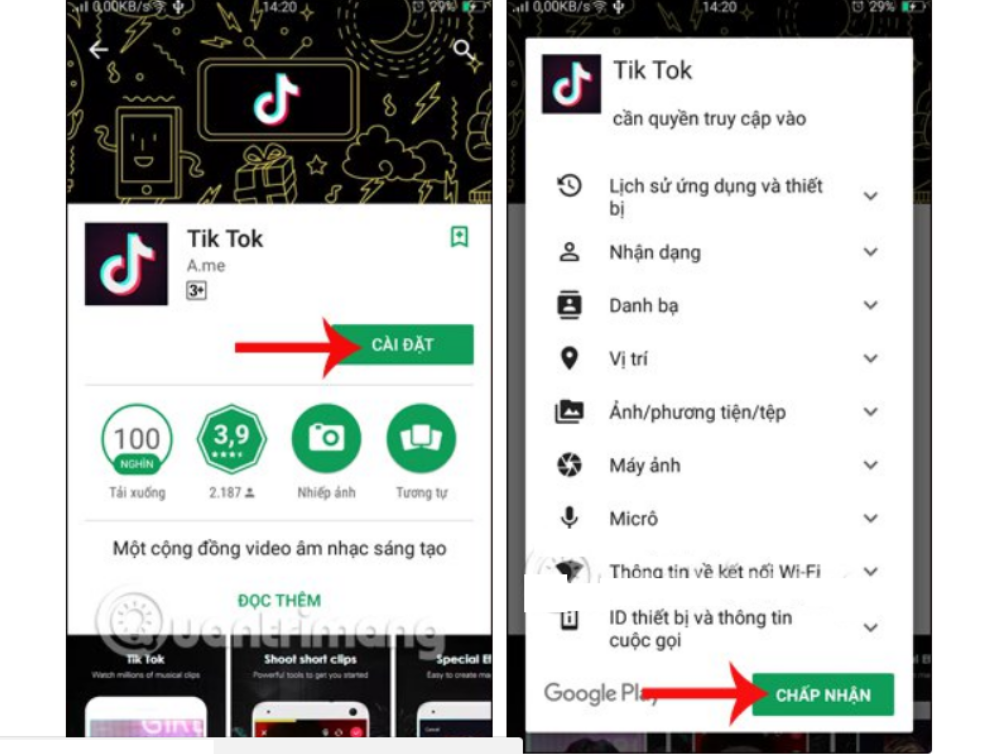 0,00KB/s
14:20
29%
Tik Tok
A.me
3+
CÀI ĐẶT
100
NGHÌN
3,9
Tải xuống
2.187
Nhiếp ảnh
Tương tự
Một cộng đồng video âm nhạc sáng tạo
ĐỌC THÊM
Quantrimang
Tik Tok
Watch millions of musical clips
Shoot short clips
Powerful tools to get you started
Special Ef
Easy to create ma
0,00KB/s
14:20
29%
Tik Tok
cần quyền truy cập vào
Lịch sử ứng dụng và thiết
bị
Nhận dạng
Danh bạ
Vị trí
Ảnh/phương tiện/tệp
Máy ảnh
Micrô
Thông tin về kết nối Wi-Fi
ID thiết bị và thông tin
cuộc gọi
Google Play
CHẤP NHẬN